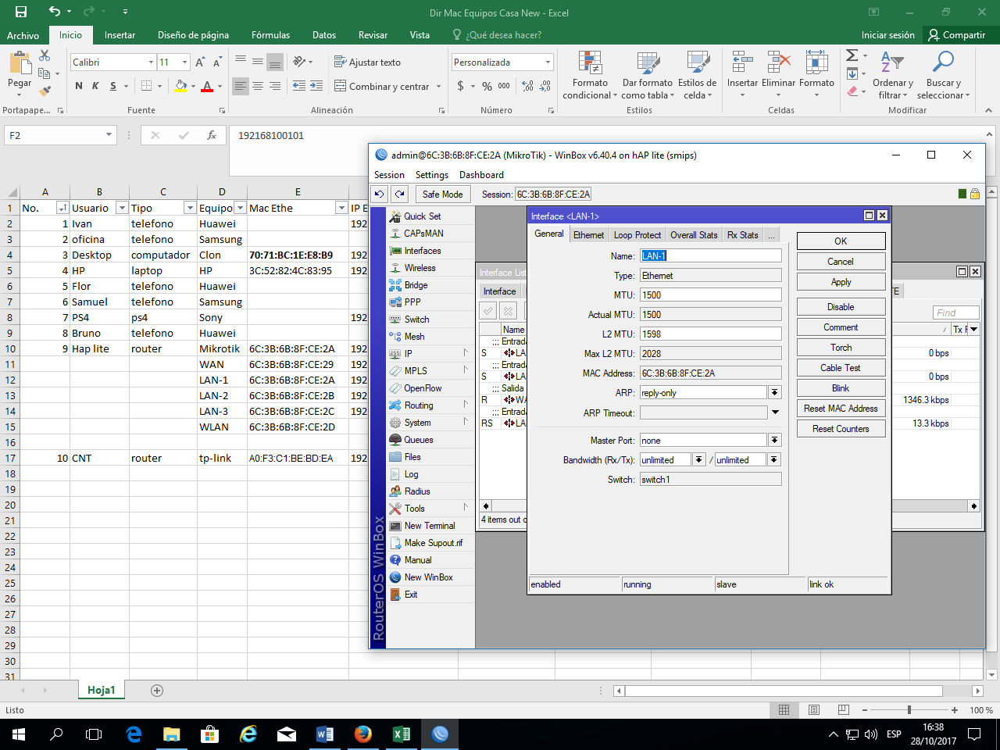 Dir Mac Equipos Casa New - Excel
Archivo Inicio Insertar Diseño de página Fórmulas Datos Revisar Vista ¿Qué desea hacer? Iniciar sesión Compartir
Calibri 11 Ajustar texto Personalizada
Pegar N K S Combinar y centrar $ % 000 Formato condicional Dar formato como tabla Estilos de celda Insertar Eliminar Formato Ordenar y filtrar Buscar y seleccionar
Portapape... Fuente Alineación Número Estilos Celdas Modificar
F2 fx 192168100101
A B C D E
1 No. Usuario Tipo Equipo Mac Ethe IP E
2 1 Ivan telefono Huawei 192
3 2 oficina telefono Samsung
4 3 Desktop computador Clon 70:71:BC:1E:E8:B9 192
5 4 HP laptop HP 3C:52:82:4C:83:95 192
6 5 Flor telefono Huawei
7 6 Samuel telefono Samsung
8 7 PS4 ps4 Sony 192
9 8 Bruno telefono Huawei
10 9 Hap lite router Mikrotik 6C:3B:6B:8F:CE:2A 192
11 WAN 6C:3B:6B:8F:CE:29 192
12 LAN-1 6C:3B:6B:8F:CE:2A 192
13 LAN-2 6C:3B:6B:8F:CE:2B 192
14 LAN-3 6C:3B:6B:8F:CE:2C 192
15 WLAN 6C:3B:6B:8F:CE:2D
16
17 10 CNT router tp-link A0:F3:C1:BE:BD:EA 192
18
19
20
21
22
23
24
25
26
27
28
29
30
31
admin@6C:3B:6B:8F:CE:2A (MikroTik) - WinBox v6.40.4 on hAP lite (smips)
Session Settings Dashboard
Safe Mode Session: 6C:3B:6B:8F:CE:2A
RouterOS WinBox
Quick Set
CAPsMAN
Interfaces
Wireless
Bridge
PPP
Switch
Mesh
IP
MPLS
OpenFlow
Routing
System
Queues
Files
Log
Radius
Tools
New Terminal
Make Supout.rif
Manual
New WinBox
Exit
Interface List
Interface
Find
Name Tx
;;; Entrada
S LA 0 bps
;;; Entrada
S LA 0 bps
;;; Salida
R WA 1346.3 kbps
;;; Entrada
RS LA 13.3 kbps
4 items out
Interface <LAN-1>
General Ethernet Loop Protect Overall Stats Rx Stats ...
Name: LAN-1
Type: Ethernet
MTU: 1500
Actual MTU: 1500
L2 MTU: 1598
Max L2 MTU: 2028
MAC Address: 6C:3B:6B:8F:CE:2A
ARP: reply-only
ARP Timeout:
Master Port: none
Bandwidth (Rx/Tx): unlimited / unlimited
Switch: switch1
OK
Cancel
Apply
Disable
Comment
Torch
Cable Test
Blink
Reset MAC Address
Reset Counters
enabled running slave link ok
Hoja1
Listo 100 %
ESP 16:38
28/10/2017